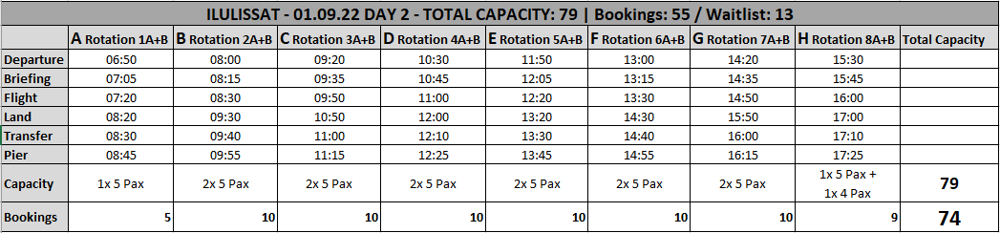 ILULISSAT - 01.09.22 DAY 2 - TOTAL CAPACITY: 79 | Bookings: 55 / Waitlist: 13
A Rotation 1A+B B Rotation 2A+B C Rotation 3A+B D Rotation 4A+B E Rotation 5A+B F Rotation 6A+B G Rotation 7A+B H Rotation 8A+B Total Capacity
Departure 06:50 08:00 09:20 10:30 11:50 13:00 14:20 15:30
Briefing 07:05 08:15 09:35 10:45 12:05 13:15 14:35 15:45
Flight 07:20 08:30 09:50 11:00 12:20 13:30 14:50 16:00
Land 08:20 09:30 10:50 12:00 13:20 14:30 15:50 17:00
Transfer 08:30 09:40 11:00 12:10 13:30 14:40 16:00 17:10
Pier 08:45 09:55 11:15 12:25 13:45 14:55 16:15 17:25
Capacity 1x 5 Pax 2x 5 Pax 2x 5 Pax 2x 5 Pax 2x 5 Pax 2x 5 Pax 2x 5 Pax 1x 5 Pax + 79
1x 4 Pax
Bookings 5 10 10 10 10 10 10 9 74